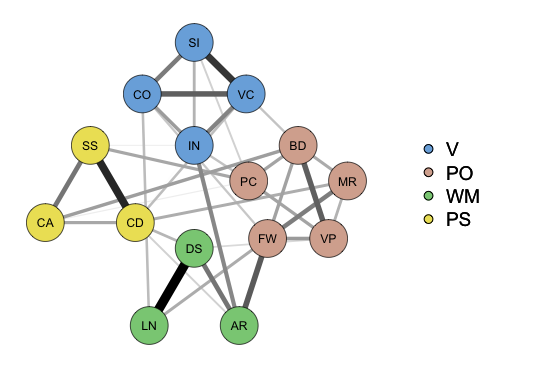 SI
CO VC
SS IN BD
PC MR
CA CD
DS FW VP
LN AR
V
PO
WM
PS